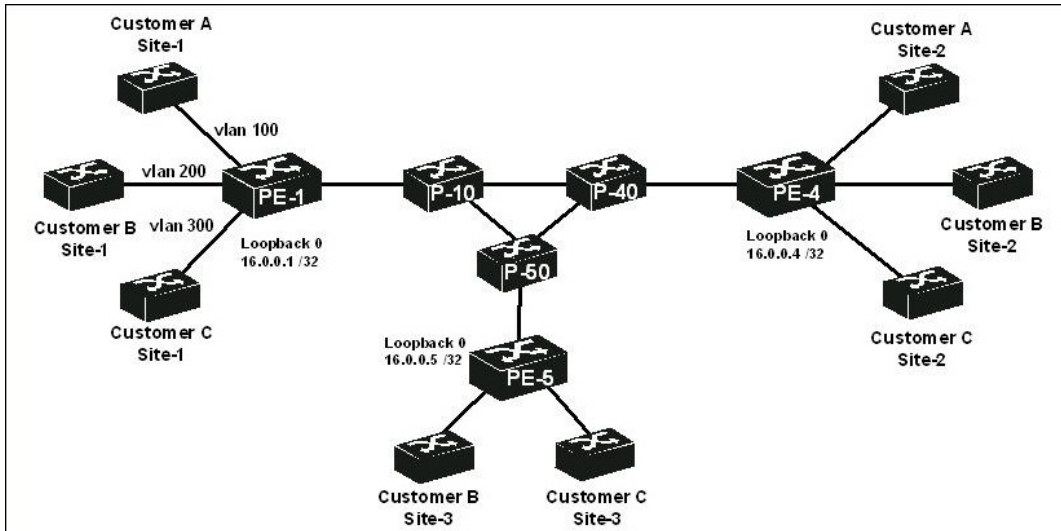 Customer A
Site-1
Customer A
Site-2
vlan 100
vlan 200
PE-1
P-10
P-40
PE-4
Customer B
Site-1
vlan 300
Loopback 0
16.0.0.1 /32
Loopback 0
16.0.0.4 /32
Customer B
Site-2
P-50
Customer C
Site-1
Loopback 0
16.0.0.5 /32
PE-5
Customer C
Site-2
Customer B
Site-3
Customer C
Site-3